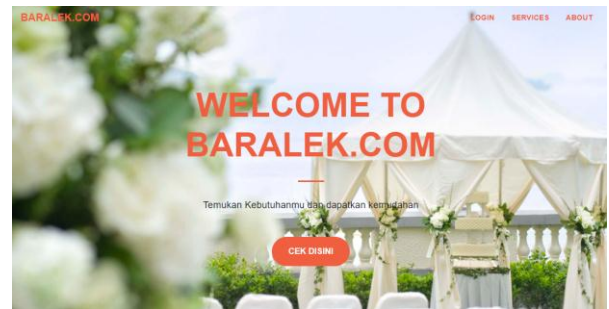 BARALEK.COM
LOGIN SERVICES ABOUT
WELCOME TO
BARALEK.COM
Temukan Kebutuhanmu dan dapatkan kemudahan
CEK DISINI